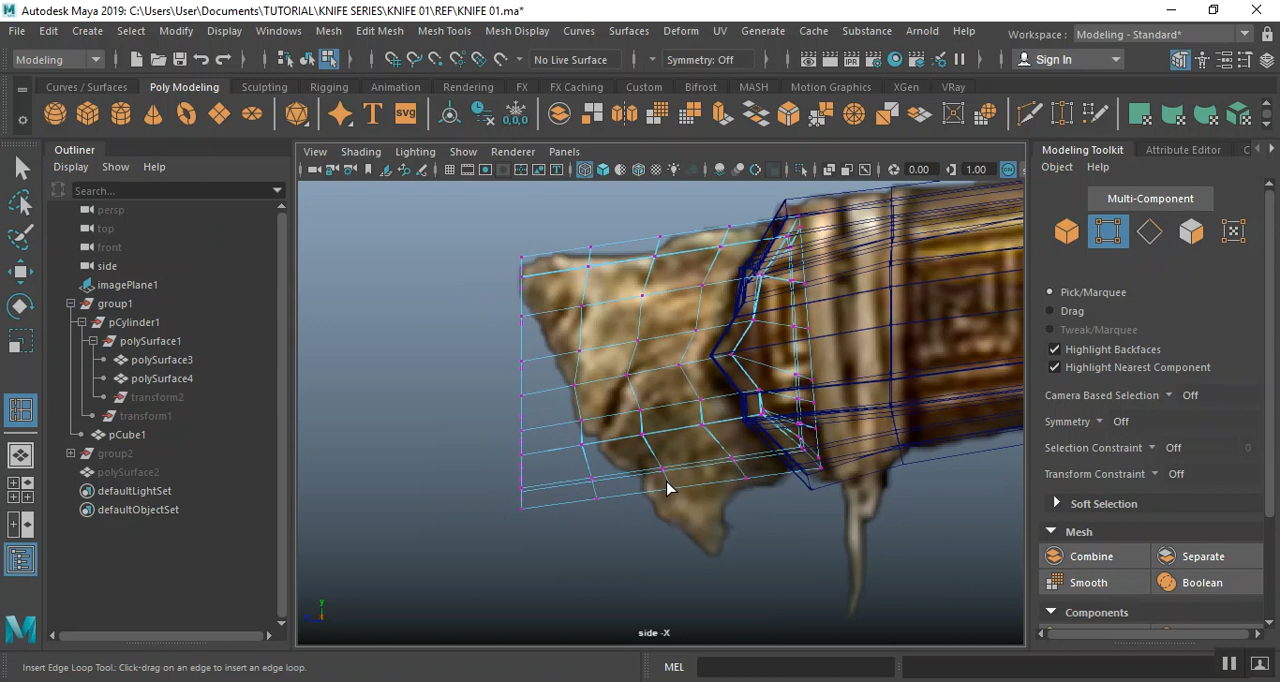 Autodesk Maya 2019: C:\Users\User\Documents\TUTORIAL\KNIFE SERIES\KNIFE 01\REF\KNIFE 01.ma*
File Edit Create Select Modify Display Windows Mesh Edit Mesh Mesh Tools Mesh Display Curves Surfaces Deform UV Generate Cache Substance Arnold Help Workspace : Modeling - Standard*
Modeling No Live Surface Symmetry: Off Sign In
Curves / Surfaces Poly Modeling Sculpting Rigging Animation Rendering FX FX Caching Custom Bifrost MASH Motion Graphics XGen VRay
T SVG 0,0,0
Outliner
Display Show Help
Search...
persp
top
front
side
imagePlane1
group1
pCylinder1
polySurface1
polySurface3
polySurface4
transform2
transform1
pCube1
group2
polySurface2
defaultLightSet
defaultObjectSet
View Shading Lighting Show Renderer Panels
0.00 1.00
y
side -X
Modeling Toolkit Attribute Editor C
Object Help
Multi-Component
Pick/Marquee
Drag
Tweak/Marquee
Highlight Backfaces
Highlight Nearest Component
Camera Based Selection Off
Symmetry Off
Selection Constraint Off 0
Transform Constraint Off
Soft Selection
Mesh
Combine Separate
Smooth Boolean
Components
Insert Edge Loop Tool: Click-drag on an edge to insert an edge loop. MEL